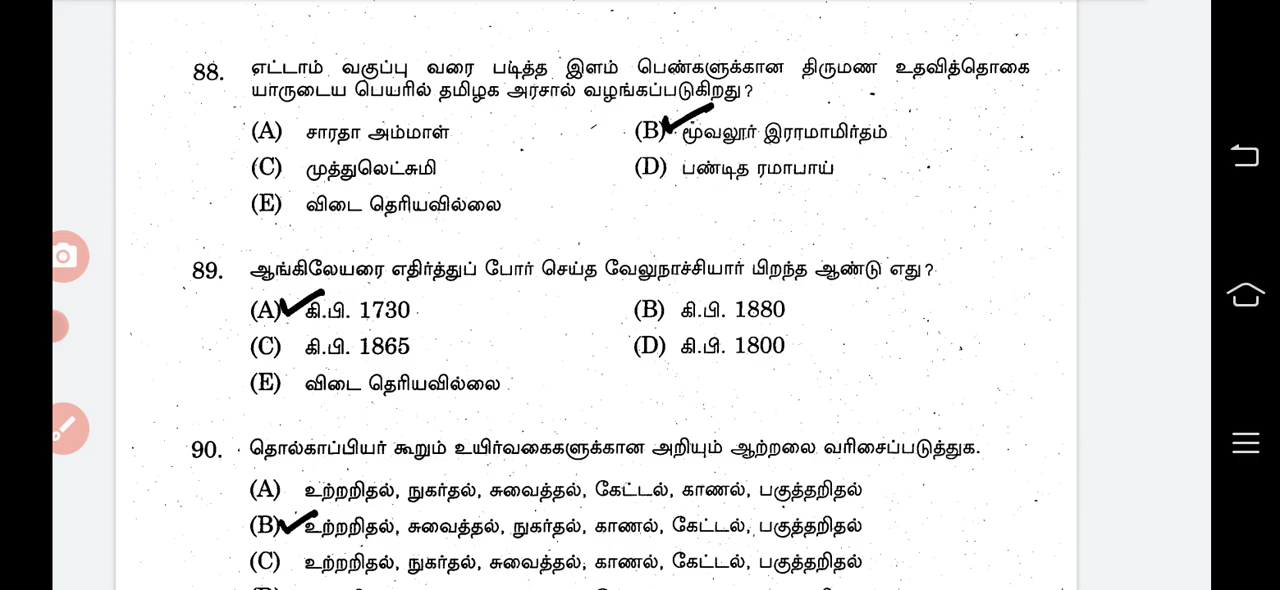 88. எட்டாம் வகுப்பு வரை படித்த இளம் பெண்களுக்கான திருமண உதவித்தொகை
யாருடைய பெயரில் தமிழக அரசால் வழங்கப்படுகிறது?
(A) சாரதா அம்மாள் (B) மூவலூர் இராமாமிர்தம்
(C) முத்துலெட்சுமி (D) பண்டித ரமாபாய்
(E) விடை தெரியவில்லை
89. ஆங்கிலேயரை எதிர்த்துப் போர் செய்த வேலுநாச்சியார் பிறந்த ஆண்டு எது?
(A) கி.பி. 1730 (B) கி.பி. 1880
(C) கி.பி. 1865 (D) கி.பி. 1800
(E) விடை தெரியவில்லை
90. தொல்காப்பியர் கூறும் உயிர்வகைகளுக்கான அறியும் ஆற்றலை வரிசைப்படுத்துக.
(A) உற்றறிதல், நுகர்தல், சுவைத்தல், கேட்டல், காணல், பகுத்தறிதல்
(B) உற்றறிதல், சுவைத்தல், நுகர்தல், காணல், கேட்டல், பகுத்தறிதல்
(C) உற்றறிதல், நுகர்தல், சுவைத்தல், காணல், கேட்டல், பகுத்தறிதல்